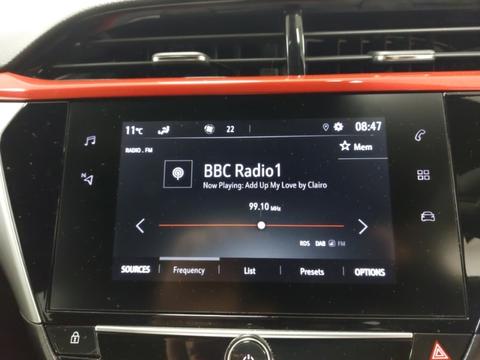 11°C 22 08:47
RADIO . FM
Mem
BBC Radio1
Now Playing: Add Up My Love by Clairo
N
99.10 MHz
RDS DAB FM
SOURCES Frequency List Presets OPTIONS